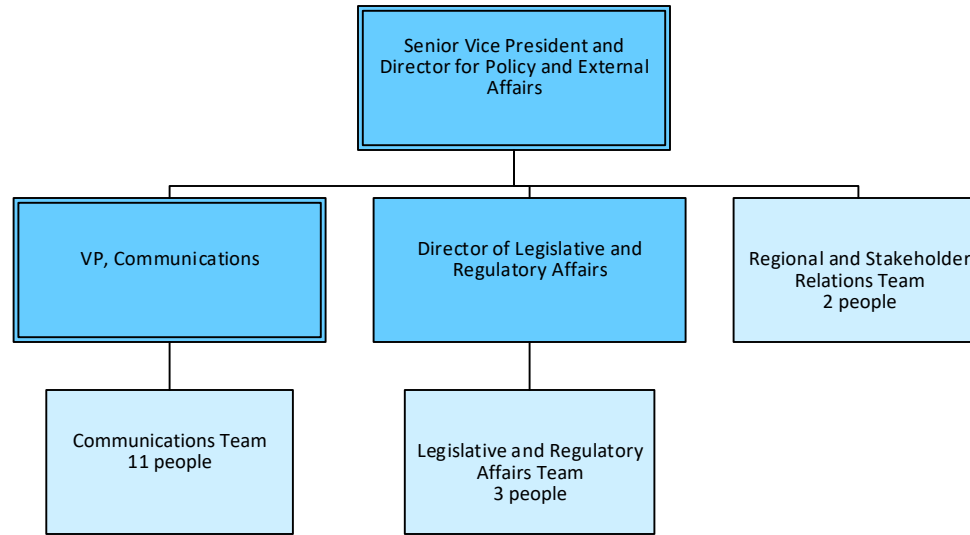 Senior Vice President and
Director for Policy and External
Affairs
VP, Communications
Director of Legislative and
Regulatory Affairs
Regional and Stakeholder
Relations Team
2 people
Communications Team
11 people
Legislative and Regulatory
Affairs Team
3 people